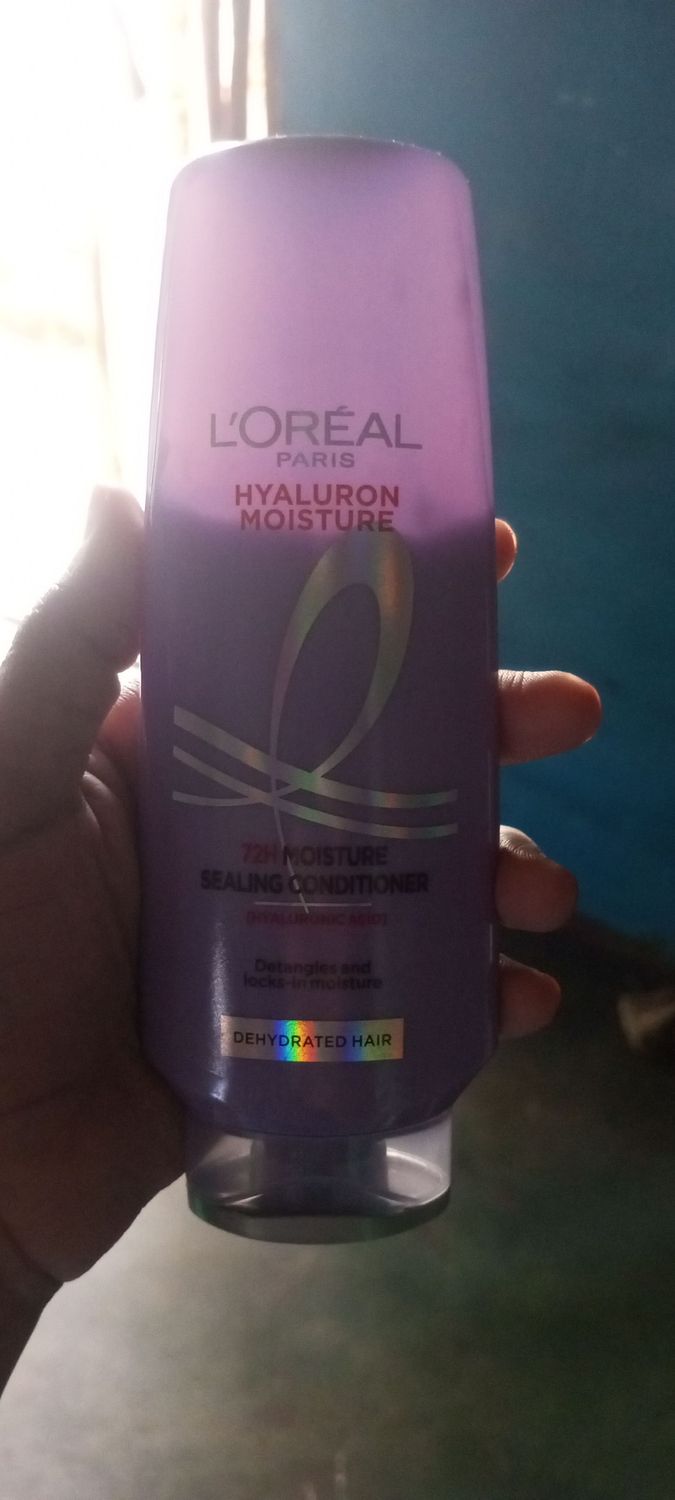 L'ORÉAL
PARIS
HYALURON
MOISTURE
72H MOISTURE
SEALING CONDITIONER
[HYALURONIC ACID]
Detangles and
locks-in moisture
DEHYDRATED HAIR